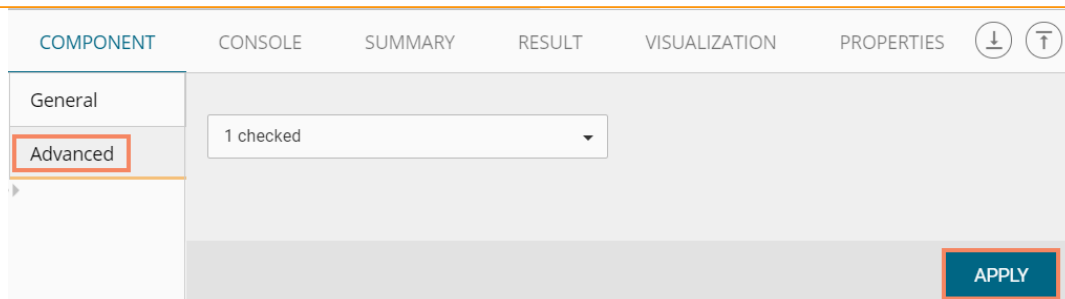 COMPONENT CONSOLE SUMMARY RESULT VISUALIZATION PROPERTIES
General
1 checked
Advanced
APPLY